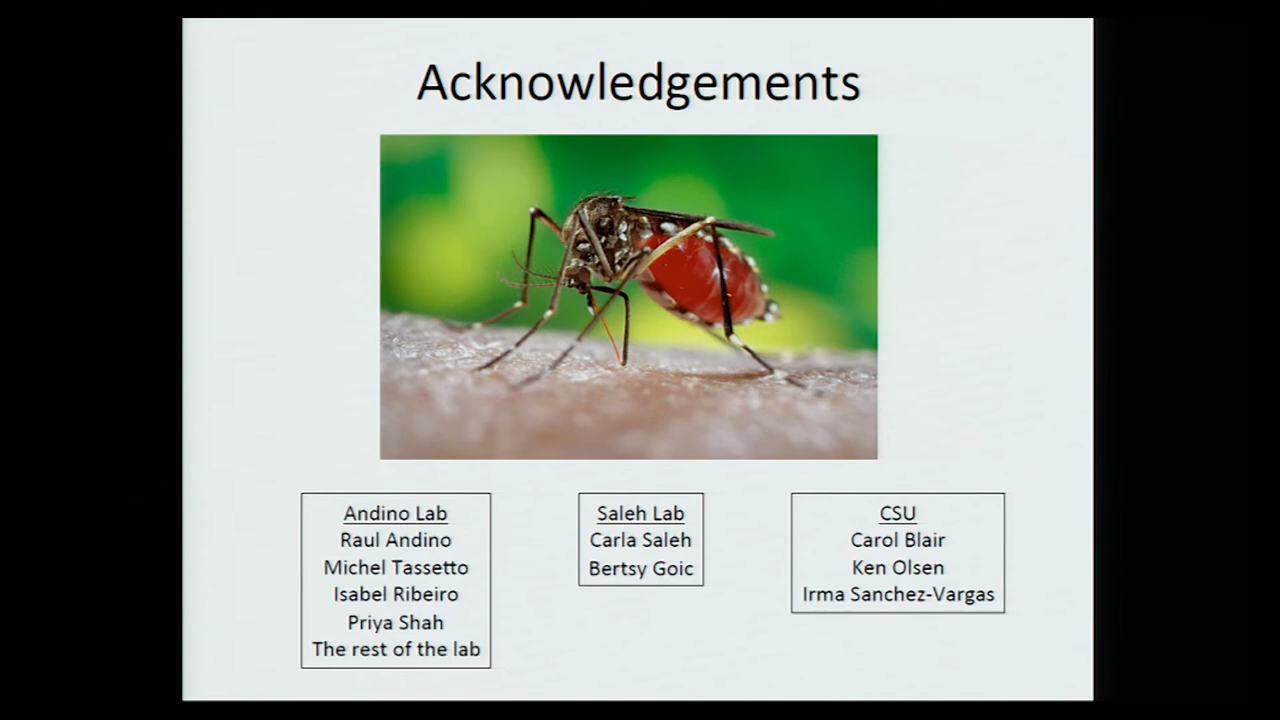 Acknowledgements
Andino Lab
Raul Andino
Michel Tassetto
Isabel Ribeiro
Priya Shah
The rest of the lab
Saleh Lab
Carla Saleh
Bertsy Goic
CSU
Carol Blair
Ken Olsen
Irma Sanchez-Vargas